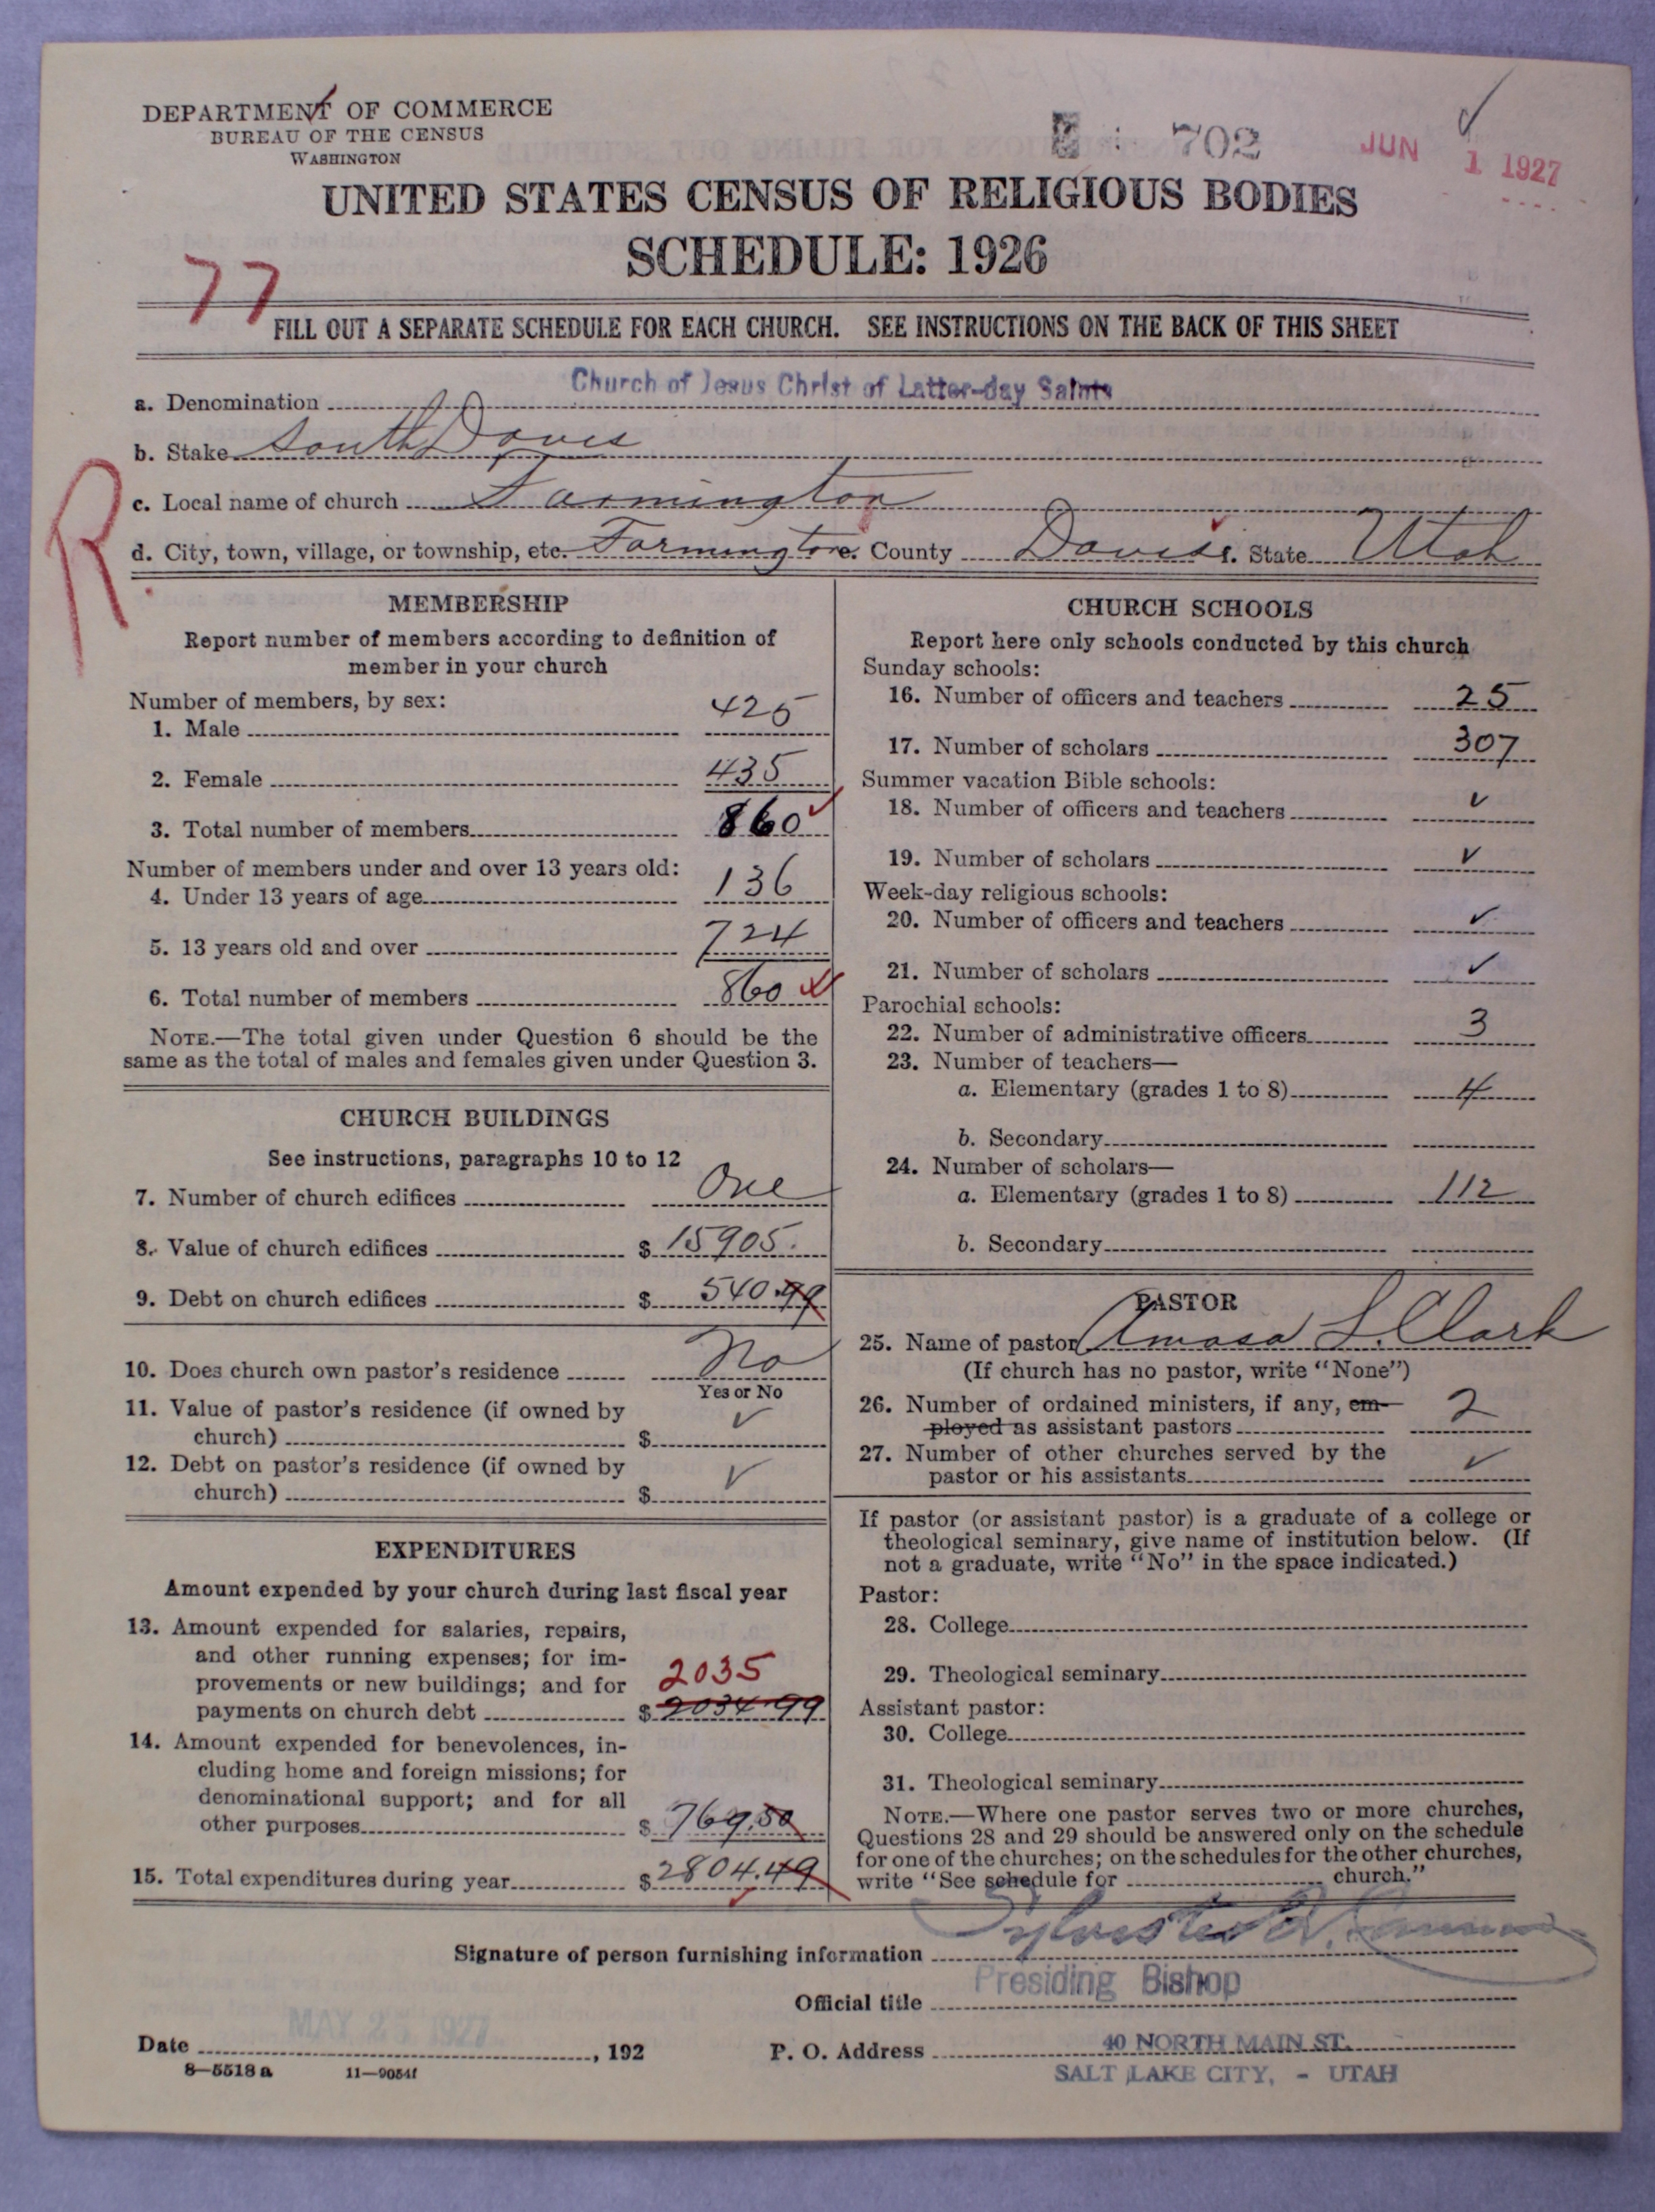 DEPARTMENT OF COMMERCE
BUREAU OF THE CENSUS
WASHINGTON
702
JUN 1 1927
UNITED STATES CENSUS OF RELIGIOUS BODIES
SCHEDULE: 1926
77
FILL OUT A SEPARATE SCHEDULE FOR EACH CHURCH. SEE INSTRUCTIONS ON THE BACK OF THIS SHEET
a. Denomination Church of Jesus Christ of Latter-day Saints
b. Stake South Davis
c. Local name of church Farmington
d. City, town, village, or township, etc. Farmington e. County Davis f. State Utah
R
MEMBERSHIP
Report number of members according to definition of
member in your church
Number of members, by sex:
1. Male 425
2. Female 435
3. Total number of members 860
Number of members under and over 13 years old:
4. Under 13 years of age 136
5. 13 years old and over 724
6. Total number of members 860
NOTE.—The total given under Question 6 should be the
same as the total of males and females given under Question 3.
CHURCH BUILDINGS
See instructions, paragraphs 10 to 12
7. Number of church edifices One
8. Value of church edifices $ 15905.
9. Debt on church edifices $ 540.99
10. Does church own pastor's residence No
Yes or No
11. Value of pastor's residence (if owned by
church) $ ✓
12. Debt on pastor's residence (if owned by
church) $ ✓
EXPENDITURES
Amount expended by your church during last fiscal year
13. Amount expended for salaries, repairs,
and other running expenses; for im-
provements or new buildings; and for 2035
payments on church debt $ 2034.99
14. Amount expended for benevolences, in-
cluding home and foreign missions; for
denominational support; and for all
other purposes $ 769.50
15. Total expenditures during year $ 2804.49
CHURCH SCHOOLS
Report here only schools conducted by this church
Sunday schools:
16. Number of officers and teachers 25
17. Number of scholars 307
Summer vacation Bible schools:
18. Number of officers and teachers ✓
19. Number of scholars ✓
Week-day religious schools:
20. Number of officers and teachers ✓
21. Number of scholars ✓
Parochial schools:
22. Number of administrative officers 3
23. Number of teachers—
a. Elementary (grades 1 to 8) 4
b. Secondary
24. Number of scholars—
a. Elementary (grades 1 to 8) 112
b. Secondary
PASTOR
25. Name of pastor Amasa L. Clark
(If church has no pastor, write "None")
26. Number of ordained ministers, if any, em-
ployed as assistant pastors 2
27. Number of other churches served by the
pastor or his assistants ✓
If pastor (or assistant pastor) is a graduate of a college or
theological seminary, give name of institution below. (If
not a graduate, write "No" in the space indicated.)
Pastor:
28. College
29. Theological seminary
Assistant pastor:
30. College
31. Theological seminary
NOTE.—Where one pastor serves two or more churches,
Questions 28 and 29 should be answered only on the schedule
for one of the churches; on the schedules for the other churches,
write "See schedule for church."
Signature of person furnishing information Sylvester Q. Cannon
Official title Presiding Bishop
Date MAY 25 1927, 192
P. O. Address 40 NORTH MAIN ST.
SALT LAKE CITY, - UTAH
8—5518 a 11—9054f